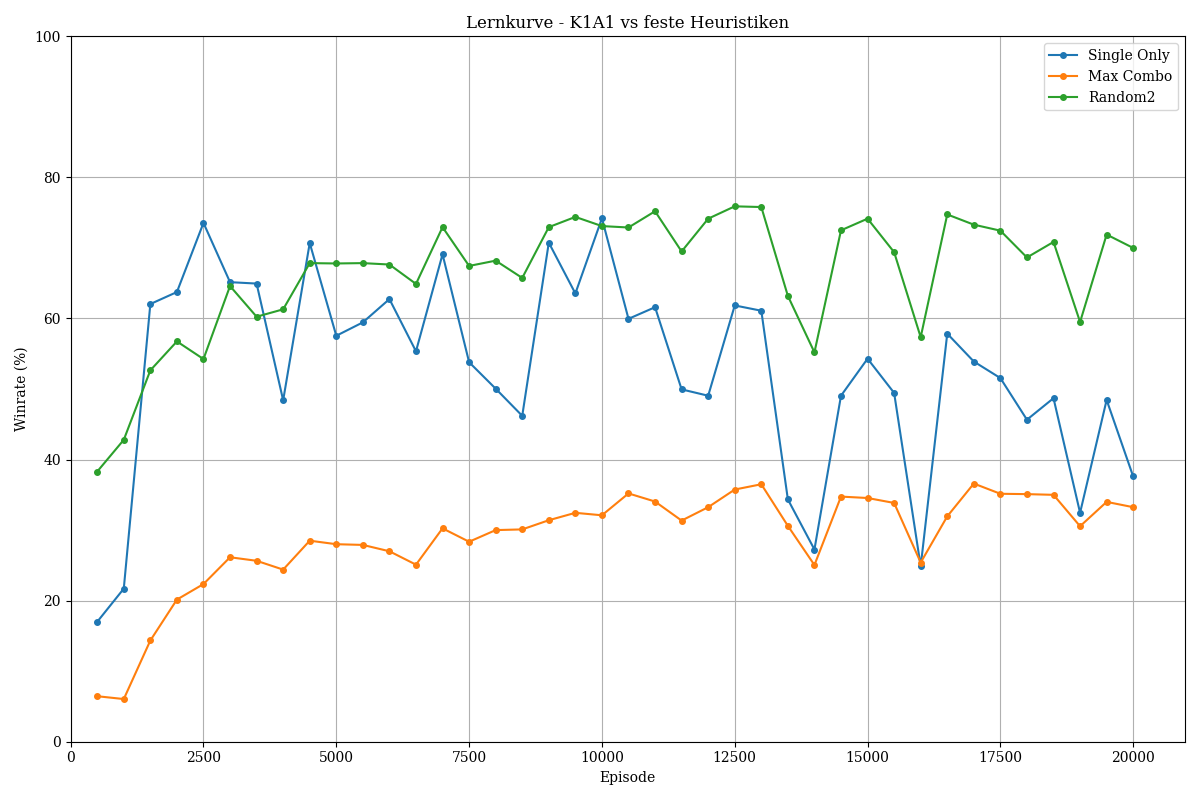 Lernkurve - K1A1 vs feste Heuristiken
Single Only
Max Combo
Random2
Winrate (%)
100
80
60
40
20
0
0 2500 5000 7500 10000 12500 15000 17500 20000
Episode